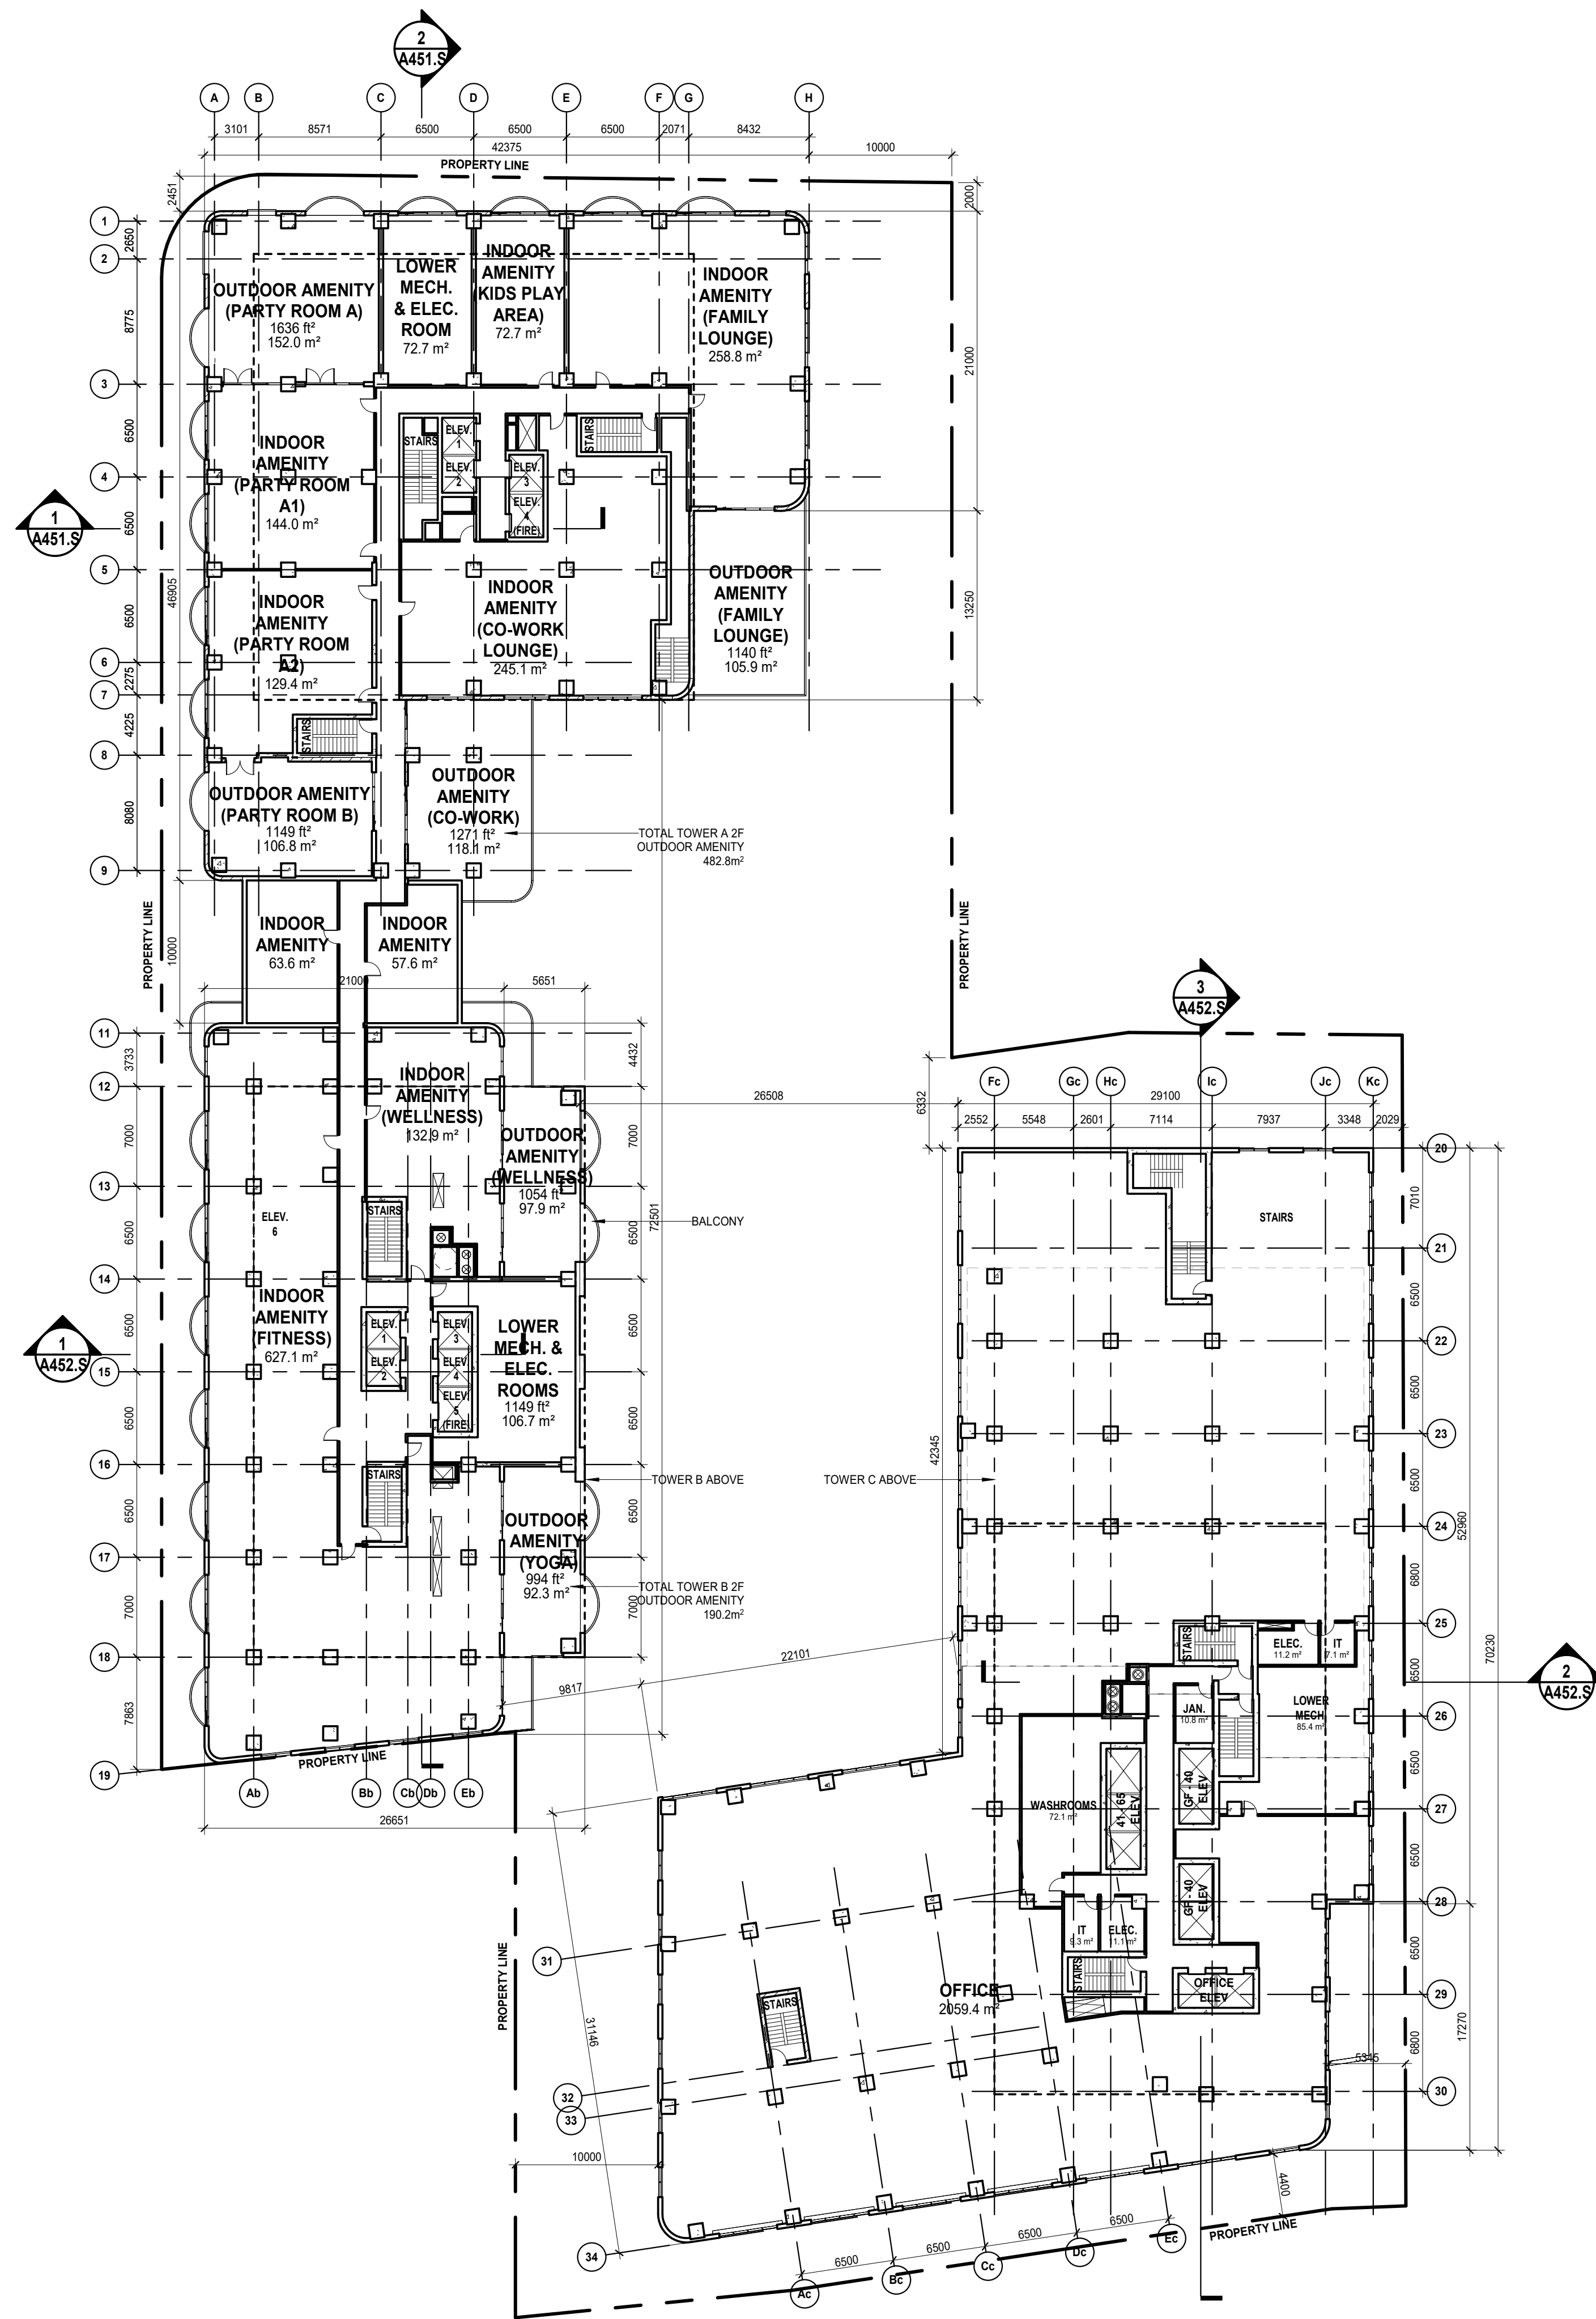 2
A451.S
A
B
C
D
E
F
G
H
3101
8571
6500
6500
6500
2071
8432
42375
10000
PROPERTY LINE
2451
2000
1
2
3
4
5
6
7
8
9
2650
8775
6500
6500
6500
2275
4225
8080
46905
10000
21000
13250
OUTDOOR AMENITY
(PARTY ROOM A)
1636 ft²
152.0 m²
LOWER
MECH.
& ELEC.
ROOM
72.7 m²
INDOOR
AMENITY
(KIDS PLAY
AREA)
72.7 m²
INDOOR
AMENITY
(FAMILY
LOUNGE)
258.8 m²
INDOOR
AMENITY
(PARTY ROOM
A1)
144.0 m²
STAIRS
ELEV.
1
ELEV.
2
ELEV.
3
ELEV.
4
(FIRE)
STAIRS
1
A451.S
INDOOR
AMENITY
(PARTY ROOM
A2)
129.4 m²
INDOOR
AMENITY
(CO-WORK
LOUNGE)
245.1 m²
OUTDOOR
AMENITY
(FAMILY
LOUNGE)
1140 ft²
105.9 m²
STAIRS
OUTDOOR AMENITY
(PARTY ROOM B)
1149 ft²
106.8 m²
OUTDOOR
AMENITY
(CO-WORK)
1271 ft²
118.1 m²
TOTAL TOWER A 2F
OUTDOOR AMENITY
482.8m²
PROPERTY LINE
PROPERTY LINE
INDOOR
AMENITY
63.6 m²
INDOOR
AMENITY
57.6 m²
21000
5651
3
A452.S
11
12
13
14
15
16
17
18
19
3733
7000
6500
6500
6500
6500
7000
7863
4432
7000
6500
6500
6500
6500
7000
72501
26508
6332
INDOOR
AMENITY
(WELLNESS)
132.9 m²
OUTDOOR
AMENITY
(WELLNESS)
1054 ft²
97.9 m²
BALCONY
ELEV.
6
STAIRS
INDOOR
AMENITY
(FITNESS)
627.1 m²
ELEV.
1
ELEV.
2
ELEV
3
ELEV
4
ELEV
5
(FIRE)
LOWER
MECH. &
ELEC.
ROOMS
1149 ft²
106.7 m²
1
A452.S
STAIRS
TOWER B ABOVE
TOWER C ABOVE
OUTDOOR
AMENITY
(YOGA)
994 ft²
92.3 m²
TOTAL TOWER B 2F
OUTDOOR AMENITY
190.2m²
22101
9817
PROPERTY LINE
Ab
Bb
Cb
Db
Eb
26651
Fc
Gc
Hc
Ic
Jc
Kc
29100
2552
5548
2601
7114
7937
3348
2029
20
21
22
23
24
25
26
27
28
29
30
7010
6500
6500
6500
6800
6500
6500
6500
6500
6800
52960
70230
17270
42345
STAIRS
STAIRS
ELEC.
11.2 m²
IT
7.1 m²
2
A452.S
JAN.
10.8 m²
LOWER
MECH
85.4 m²
WASHROOMS
72.1 m²
41 - 65
ELEV
GF - 40
ELEV
GF - 40
ELEV
IT
9.3 m²
ELEC.
11.1 m²
STAIRS
OFFICE
ELEV
OFFICE
2059.4 m²
STAIRS
5345
31
32
33
34
31146
10000
PROPERTY LINE
4400
PROPERTY LINE
6500
6500
6500
6500
Ac
Bc
Cc
Dc
Ec